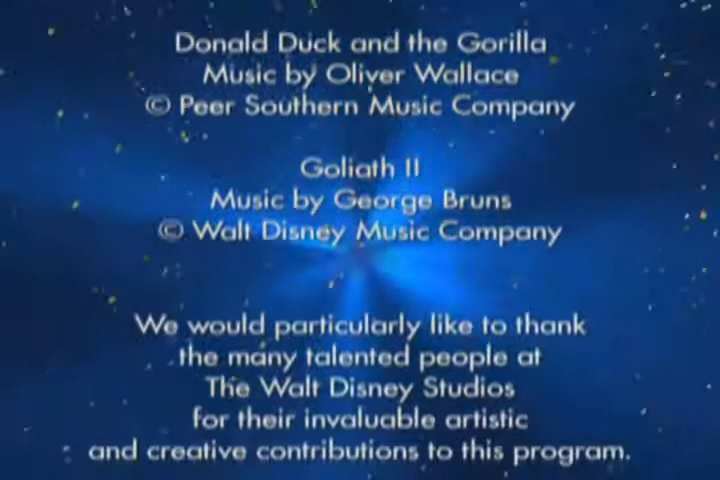 Donald Duck and the Gorilla
Music by Oliver Wallace
© Peer Southern Music Company
Goliath II
Music by George Bruns
© Walt Disney Music Company
We would particularly like to thank
the many talented people at
The Walt Disney Studios
for their invaluable artistic
and creative contributions to this program.